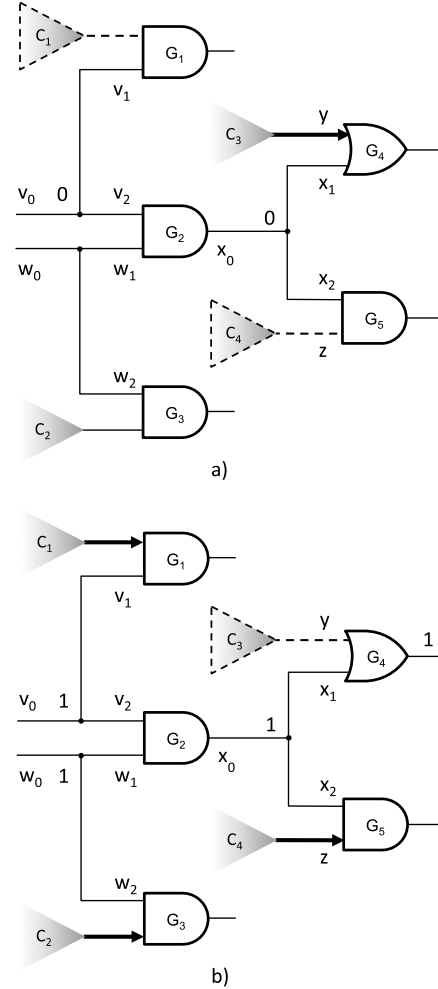 C₁
G₁
v₁
y
C₃
G₄
x₁
v₀ 0 v₂
G₂
0
x₀
w₀ w₁
x₂
C₄
G₅
z
w₂
C₂
G₃
a)
C₁
G₁
v₁
y
C₃
G₄
1
x₁
v₀ 1 v₂
G₂
1
x₀
w₀ 1 w₁
x₂
C₄
G₅
z
w₂
C₂
G₃
b)